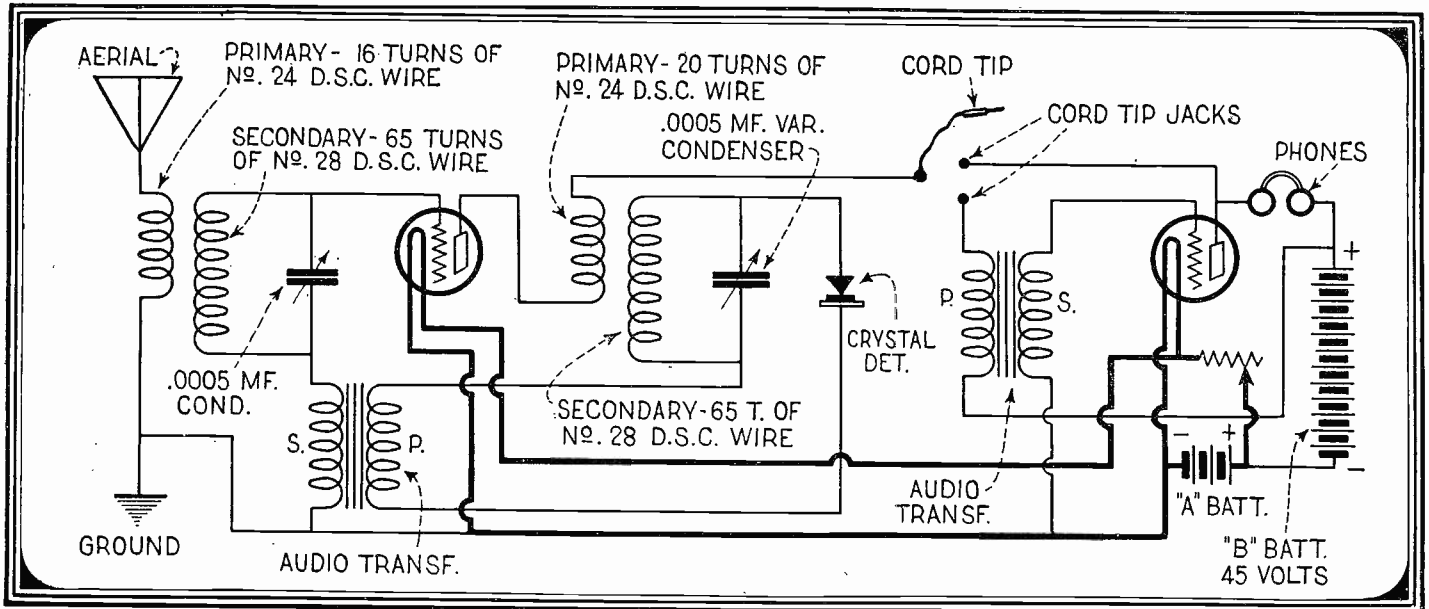 AERIAL
PRIMARY - 16 TURNS OF
Nº. 24 D.S.C. WIRE
SECONDARY - 65 TURNS
OF Nº. 28 D.S.C. WIRE
PRIMARY - 20 TURNS OF
Nº. 24 D.S.C. WIRE
.0005 MF. VAR.
CONDENSER
CORD TIP
CORD TIP JACKS
PHONES
+
P.
S.
CRYSTAL
DET.
.0005 MF.
COND.
SECONDARY - 65 T. OF
Nº. 28 D.S.C. WIRE
S.
P.
- +
"A" BATT.
-
AUDIO
TRANSF.
GROUND
AUDIO TRANSF.
"B" BATT.
45 VOLTS